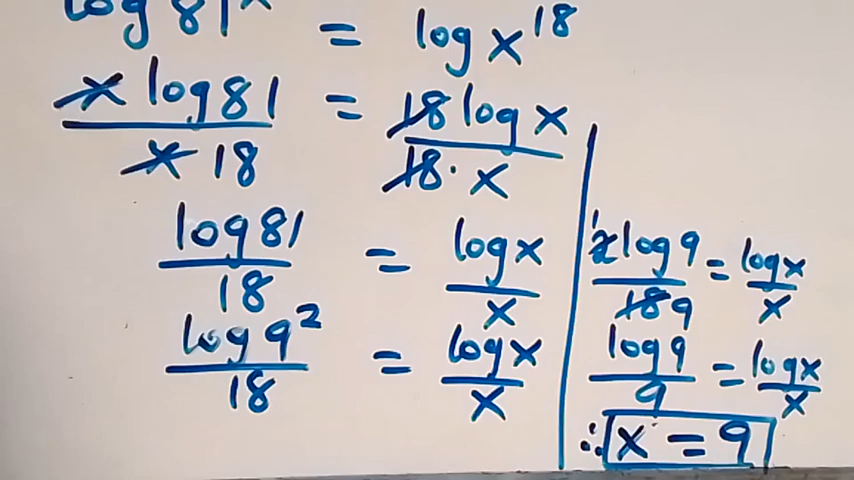 log 81^x = log x^18
x log 81 / x 18 = 18 log x / 18 · x
log 81 / 18 = log x / x
log 9^2 / 18 = log x / x
2 1 log 9 / 18 9 = log x / x
log 9 / 9 = log x / x
∴ x = 9